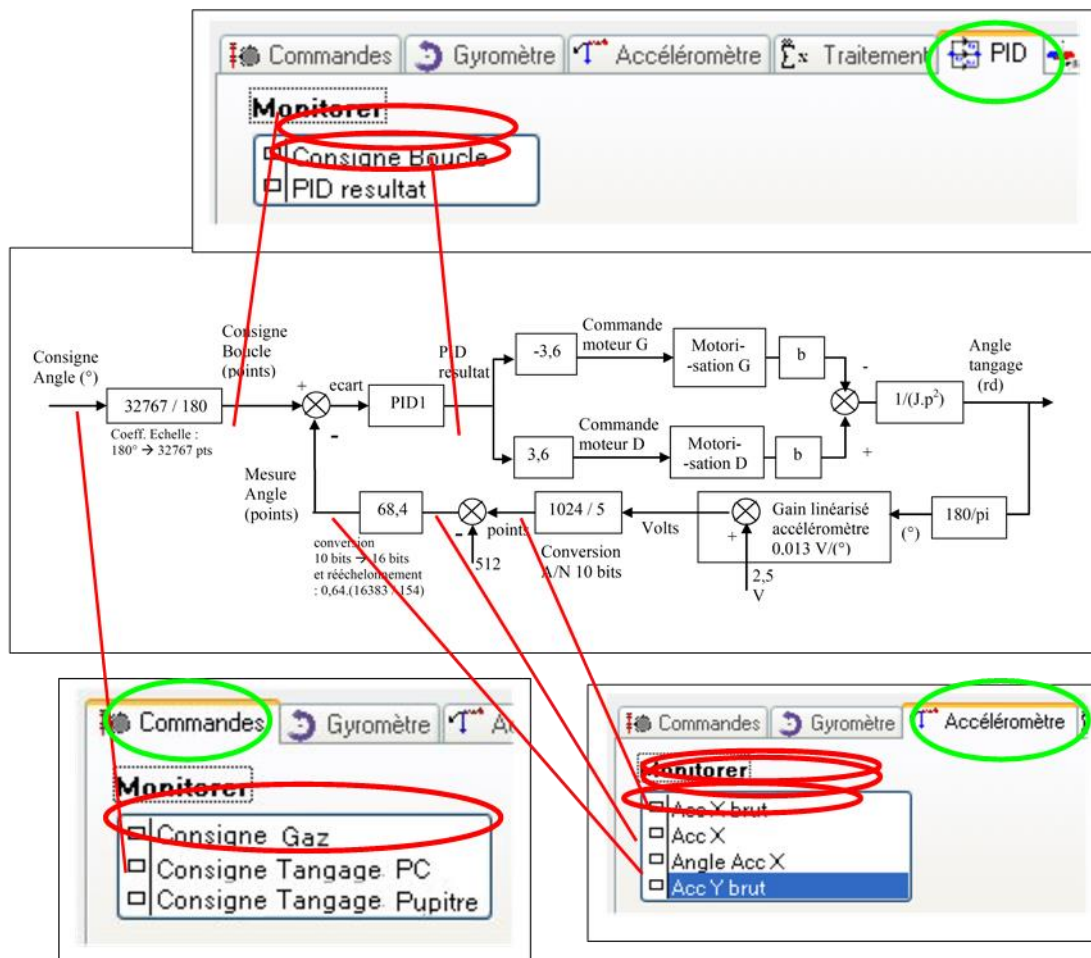 Commandes Gyromètre Accéléromètre Σx Traitement PID
Monitorer
Consigne Boucle
PID resultat
Consigne
Angle (°)
32767 / 180
Coeff. Echelle :
180° → 32767 pts
Consigne
Boucle
(points)
+
ecart
-
PID1
PID
resultat
-3,6
Commande
moteur G
Motori-
-sation G
b
-
3,6
Commande
moteur D
Motori-
-sation D
b
+
1/(J.p²)
Angle
tangage
(rd)
Mesure
Angle
(points)
68,4
conversion
10 bits → 16 bits
et rééchelonnement
: 0,64.(16383 / 154)
-
512
points
1024 / 5
Conversion
A/N 10 bits
Volts
+
2,5
V
Gain linéarisé
accéléromètre
0.013 V/(°)
(°)
180/pi
Commandes Gyromètre
Monitorer
Consigne Gaz
Consigne Tangage PC
Consigne Tangage Pupitre
Commandes Gyromètre Accéléromètre
Monitorer
Acc X brut
Acc X
Angle Acc X
Acc Y brut